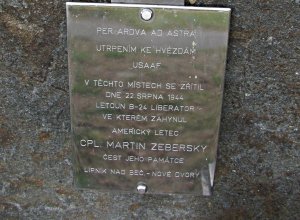 PER ARDVA AD ASTRA
UTRPENÍM KE HVĚZDÁM
USAAF
V TĚCHTO MÍSTECH SE ZŘÍTIL
DNE 22. SRPNA 1944
LETOUN B-24 LIBERATOR
VE KTERÉM ZAHYNUL
AMERICKÝ LETEC
CPL. MARTIN ZEBERSKY
ČEST JEHO PAMÁTCE
LIPNÍK NAD BEČ. - NOVÉ DVORY